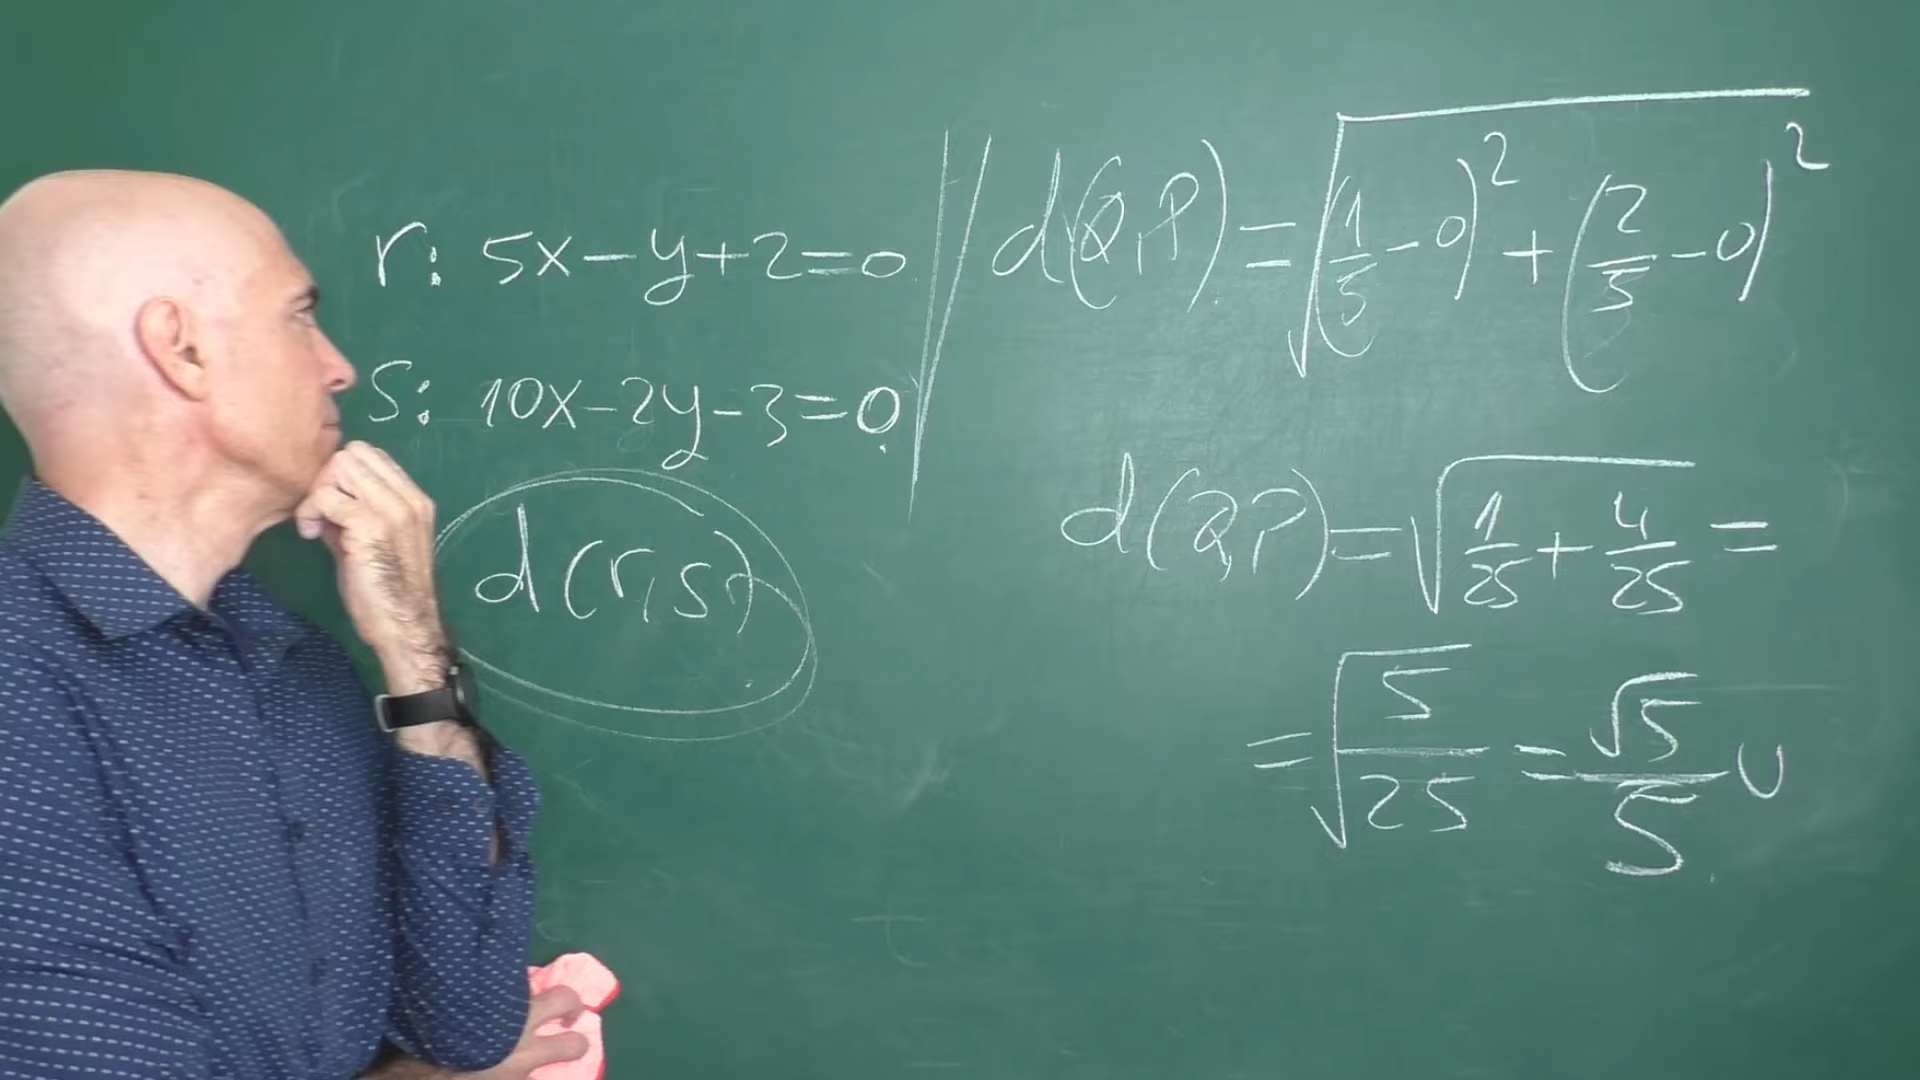 r: 5x-y+2=0
s: 10x-2y-3=0
d(r,s)
d(Q,P)=√((1/5-0)²+(2/5-0)²)
d(Q,P)=√(1/25+4/25)=
=√(5/25)=√5/5 u